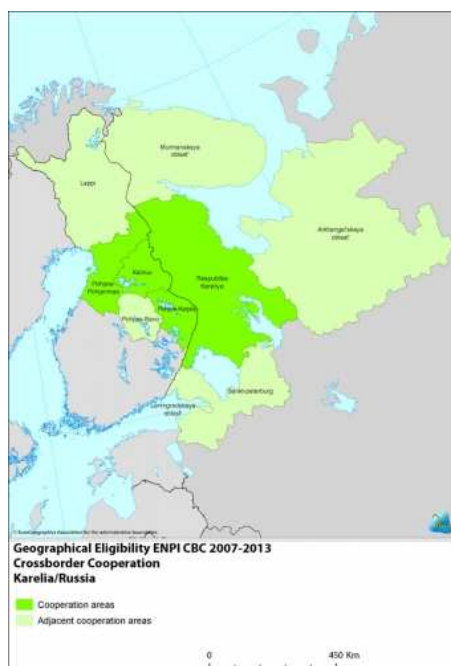 Murmanskaya
oblast'
Lappi
Arkhangel'skaya
oblast'
Respublika
Kareliya
Kainuu
Pohjois-
Pohjanmaa
Pohjois-Karjala
Pohjois-Savo
Sankt-peterburg
Leningradskaya
oblast'
Geographical Eligibility ENPI CBC 2007-2013
Crossborder Cooperation
Karelia/Russia
Cooperation areas
Adjacent cooperation areas
0 450 Km